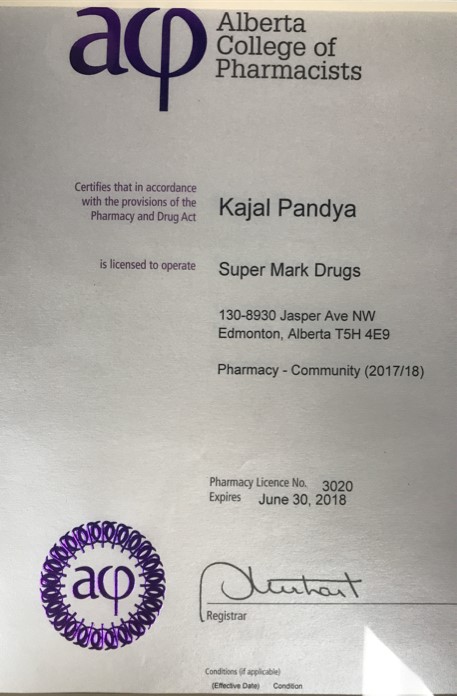 acp
Alberta
College of
Pharmacists
Certifies that in accordance
with the provisions of the
Pharmacy and Drug Act
Kajal Pandya
is licensed to operate
Super Mark Drugs
130-8930 Jasper Ave NW
Edmonton, Alberta T5H 4E9
Pharmacy - Community (2017/18)
Pharmacy Licence No. 3020
Expires June 30, 2018
acp
Registrar
Conditions (if applicable)
(Effective Date) Condition